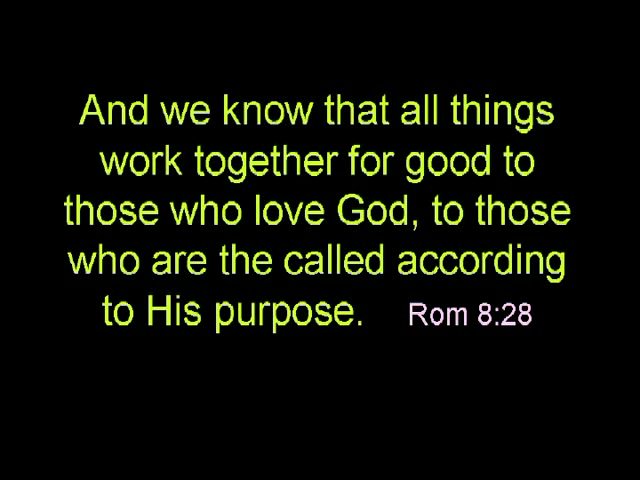 And we know that all things
work together for good to
those who love God, to those
who are the called according
to His purpose. Rom 8:28